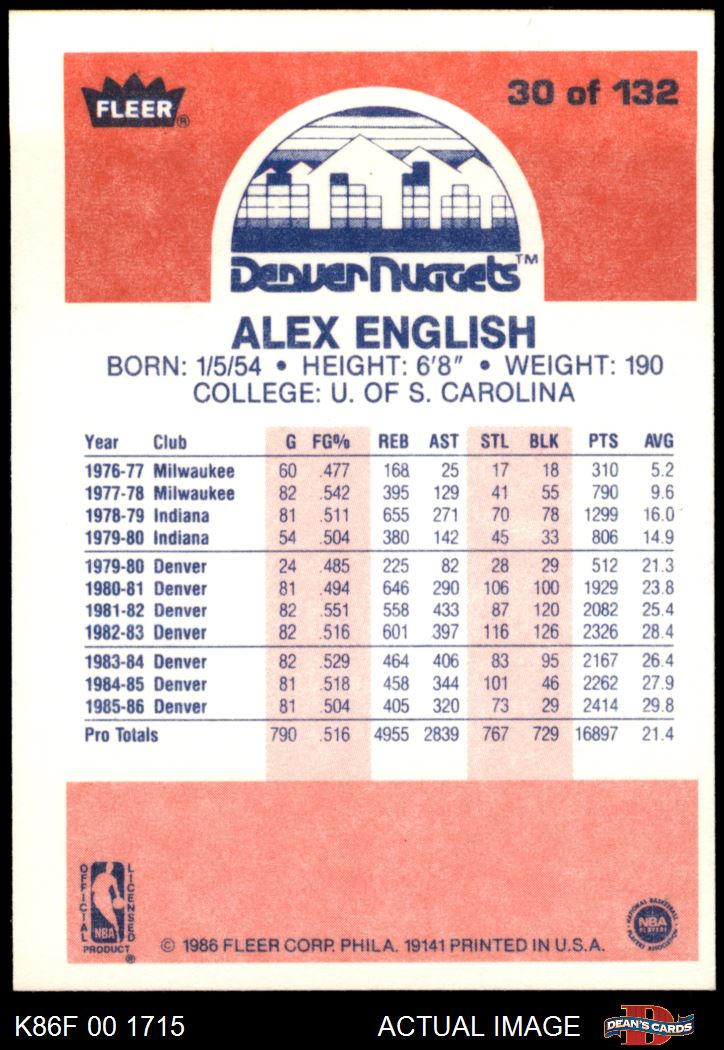 FLEER®
30 of 132
Denver Nuggets™
ALEX ENGLISH
BORN: 1/5/54 • HEIGHT: 6'8" • WEIGHT: 190
COLLEGE: U. OF S. CAROLINA
Year Club G FG% REB AST STL BLK PTS AVG
1976-77 Milwaukee 60 .477 168 25 17 18 310 5.2
1977-78 Milwaukee 82 .542 395 129 41 55 790 9.6
1978-79 Indiana 81 .511 655 271 70 78 1299 16.0
1979-80 Indiana 54 .504 380 142 45 33 806 14.9
1979-80 Denver 24 .485 225 82 28 29 512 21.3
1980-81 Denver 81 .494 646 290 106 100 1929 23.8
1981-82 Denver 82 .551 558 433 87 120 2082 25.4
1982-83 Denver 82 .516 601 397 116 126 2326 28.4
1983-84 Denver 82 .529 464 406 83 95 2167 26.4
1984-85 Denver 81 .518 458 344 101 46 2262 27.9
1985-86 Denver 81 .504 405 320 73 29 2414 29.8
Pro Totals 790 .516 4955 2839 767 729 16897 21.4
OFFICIAL
LICENSED
NBA
PRODUCT ®
© 1986 FLEER CORP. PHILA. 19141 PRINTED IN U.S.A.
NATIONAL BASKETBALL
NBA
PLAYERS
PLAYERS ASSOCIATION
K86F 00 1715
ACTUAL IMAGE
D
DEAN'S CARDS